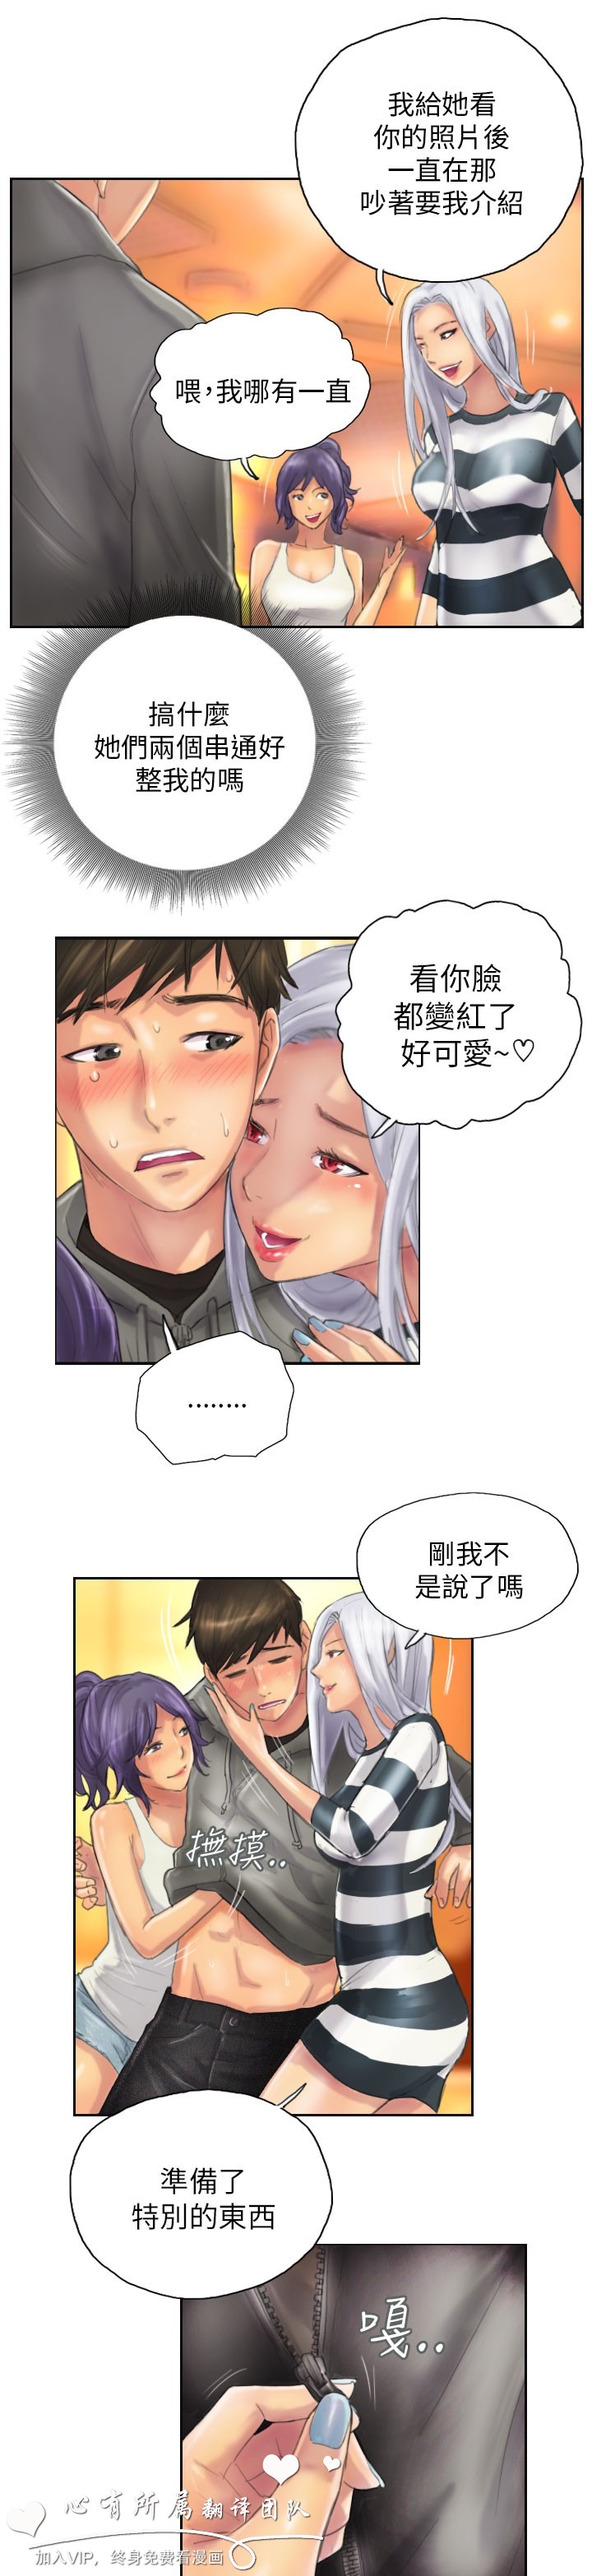 我給她看
你的照片後
一直在那
吵著要我介紹
喂，我哪有一直
搞什麼
她們兩個串通好
整我的嗎
看你臉
都變紅了
好可愛~♡
........
剛我不
是說了嗎
撫摸..
準備了
特別的東西
嘎..
心有所属翻译团队
加入VIP，终身免费看漫画